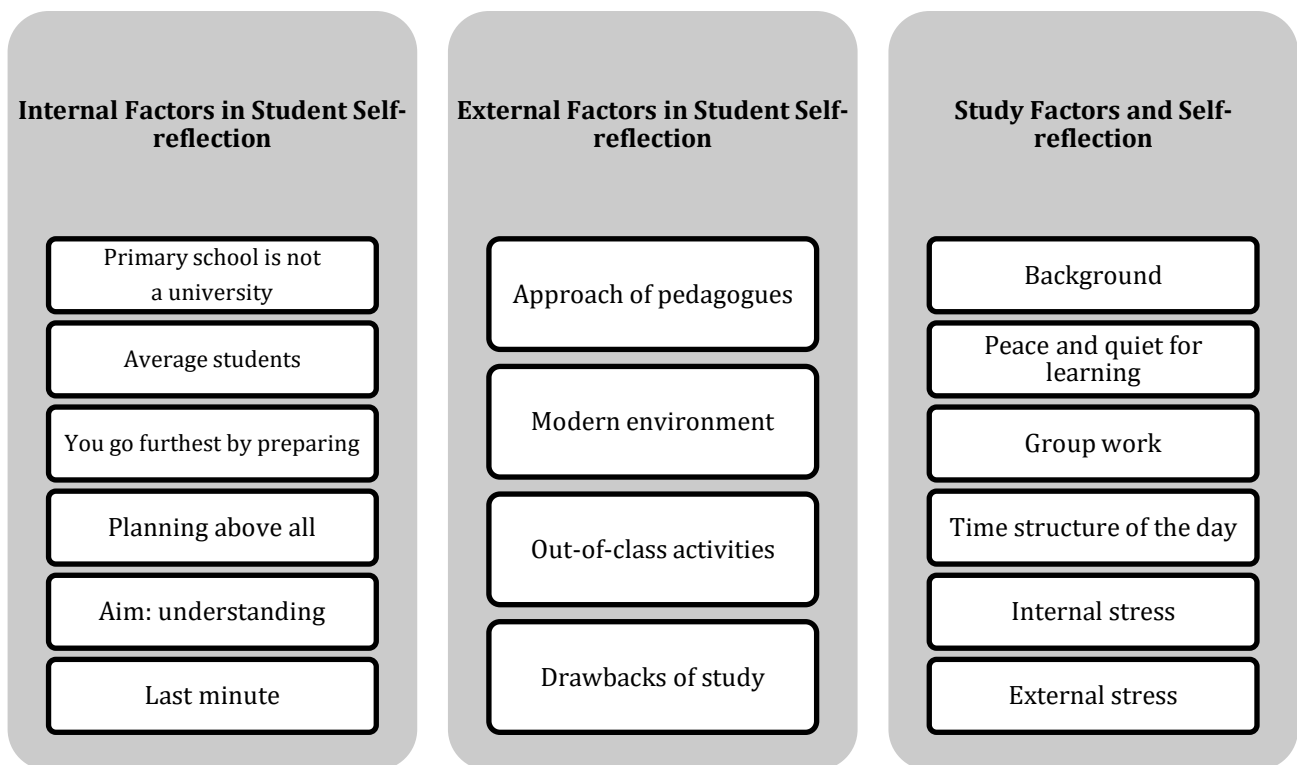 Internal Factors in Student Self-
reflection
Primary school is not
a university
Average students
You go furthest by preparing
Planning above all
Aim: understanding
Last minute
External Factors in Student Self-
reflection
Approach of pedagogues
Modern environment
Out-of-class activities
Drawbacks of study
Study Factors and Self-
reflection
Background
Peace and quiet for
learning
Group work
Time structure of the day
Internal stress
External stress